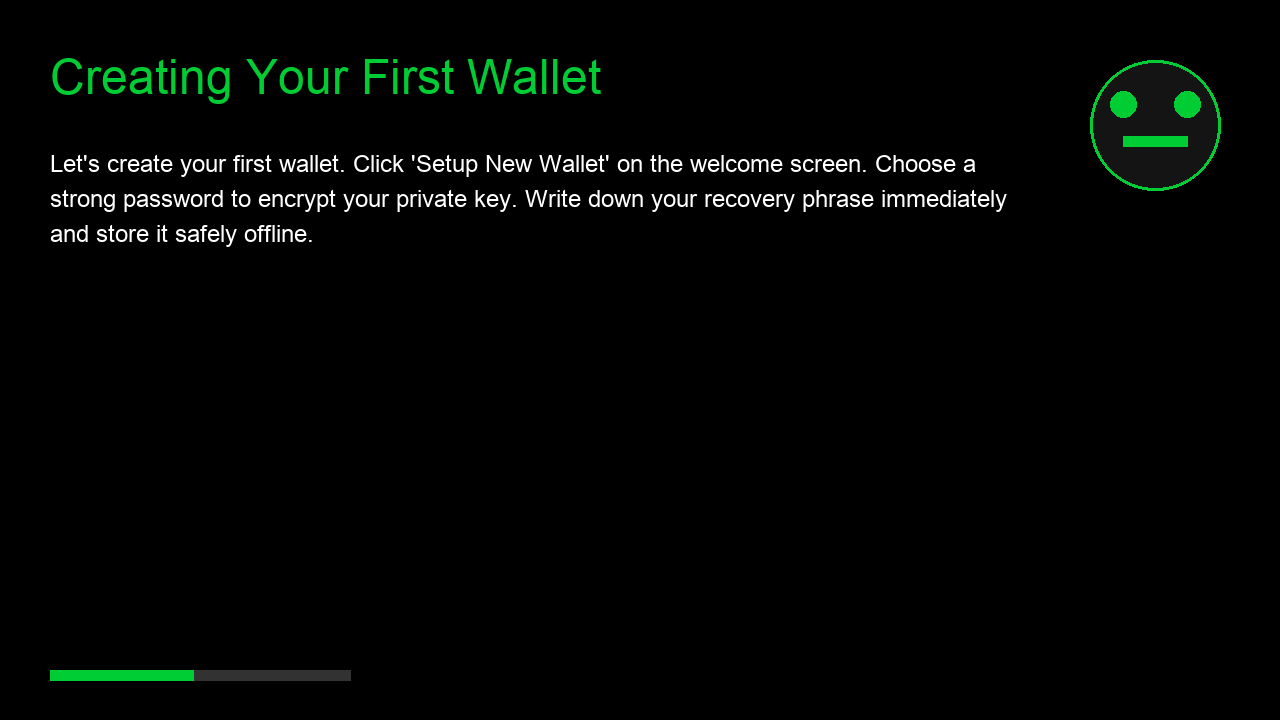 Creating Your First Wallet
Let's create your first wallet. Click 'Setup New Wallet' on the welcome screen. Choose a
strong password to encrypt your private key. Write down your recovery phrase immediately
and store it safely offline.